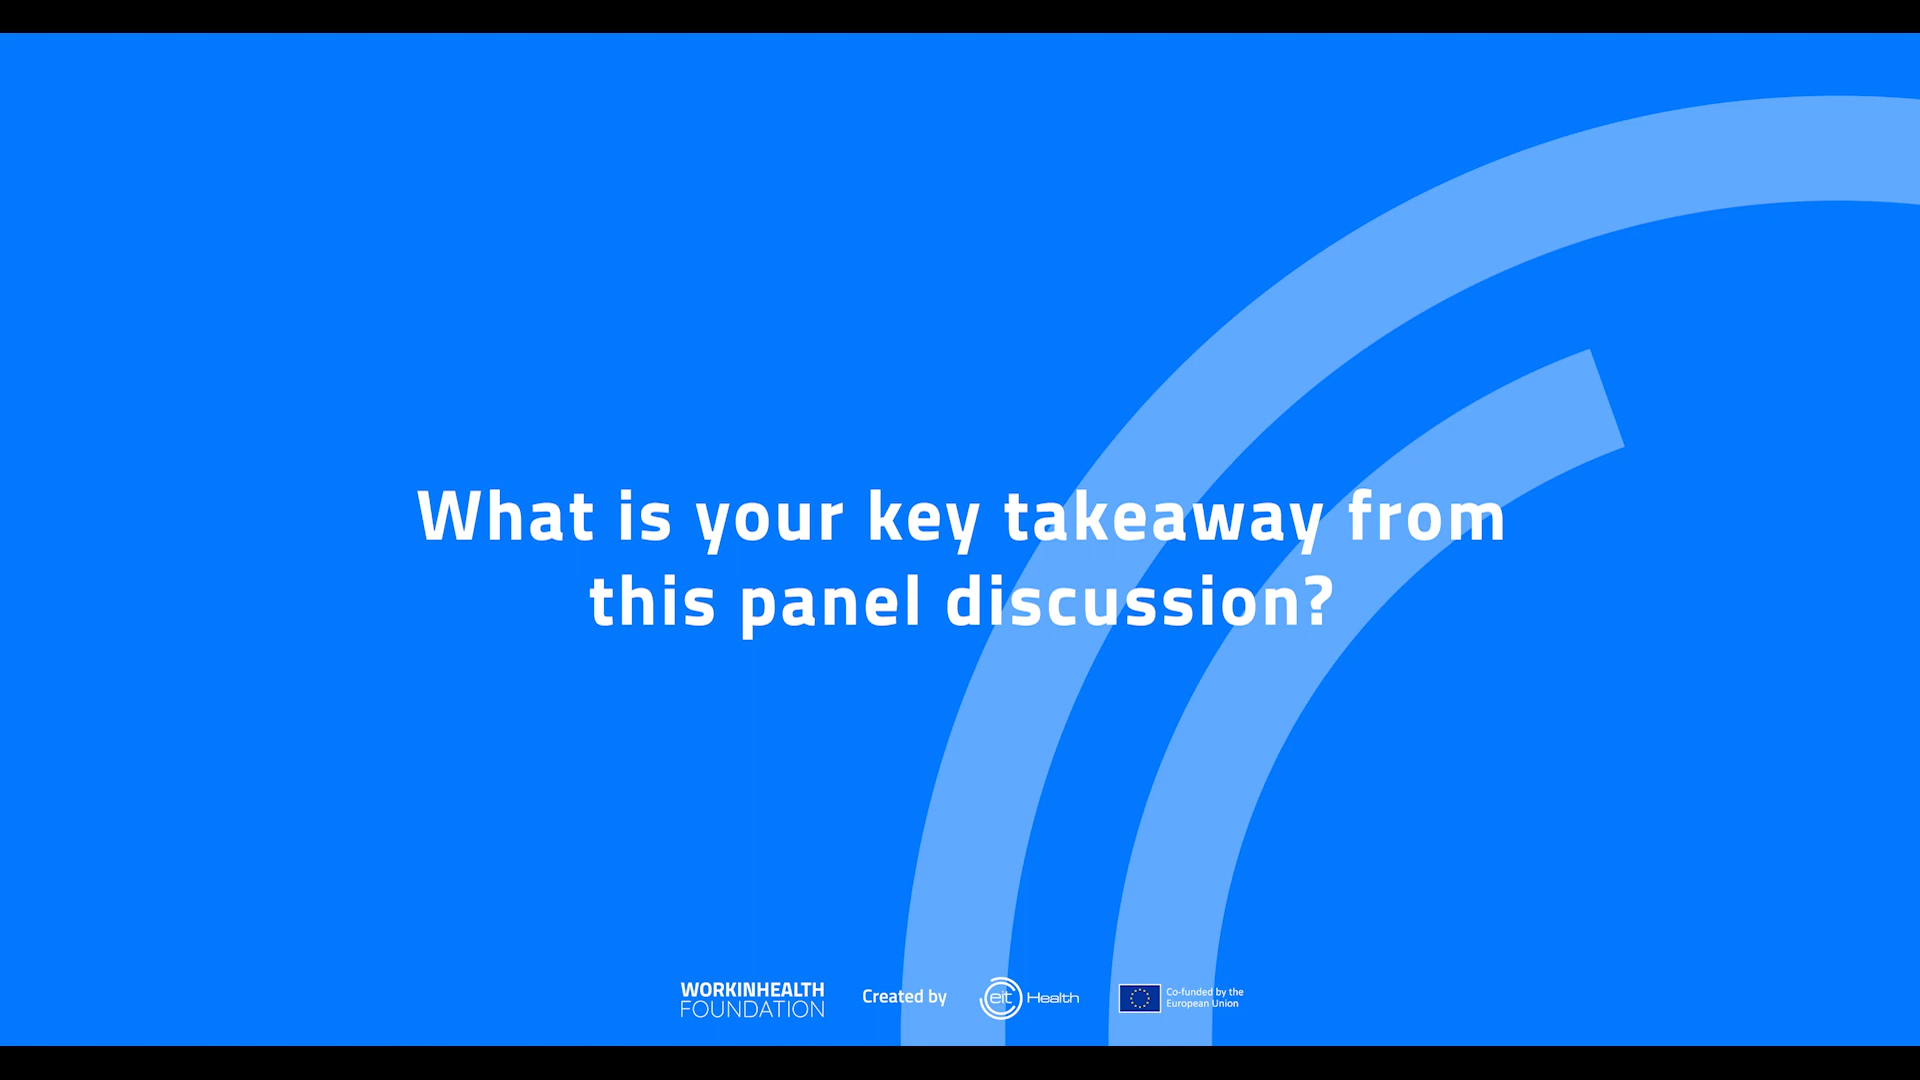 What is your key takeaway from
this panel discussion?
WORKINHEALTH
FOUNDATION
Created by
eit Health
Co-funded by the
European Union